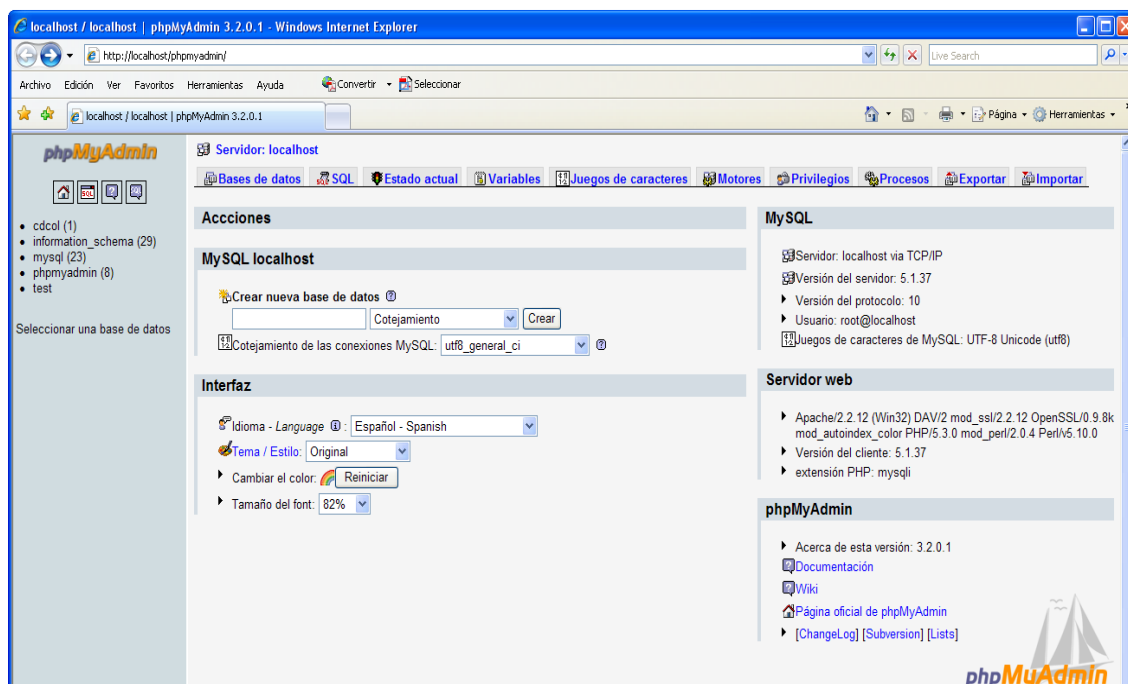 localhost / localhost | phpMyAdmin 3.2.0.1 - Windows Internet Explorer
http://localhost/phpmyadmin/
Live Search
Archivo Edición Ver Favoritos Herramientas Ayuda Convertir Seleccionar
localhost / localhost | phpMyAdmin 3.2.0.1
Página Herramientas
phpMyAdmin
SQL
cdcol (1)
information_schema (29)
mysql (23)
phpmyadmin (8)
test
Seleccionar una base de datos
Servidor: localhost
Bases de datos SQL Estado actual Variables Juegos de caracteres Motores Privilegios Procesos Exportar Importar
Accciones
MySQL localhost
Crear nueva base de datos
Cotejamiento Crear
Cotejamiento de las conexiones MySQL: utf8_general_ci
Interfaz
Idioma - Language : Español - Spanish
Tema / Estilo: Original
Cambiar el color: Reiniciar
Tamaño del font: 82%
MySQL
Servidor: localhost via TCP/IP
Versión del servidor: 5.1.37
Versión del protocolo: 10
Usuario: root@localhost
Juegos de caracteres de MySQL: UTF-8 Unicode (utf8)
Servidor web
Apache/2.2.12 (Win32) DAV/2 mod_ssl/2.2.12 OpenSSL/0.9.8k
mod_autoindex_color PHP/5.3.0 mod_perl/2.0.4 Perl/v5.10.0
Versión del cliente: 5.1.37
extensión PHP: mysqli
phpMyAdmin
Acerca de esta versión: 3.2.0.1
Documentación
Wiki
Página oficial de phpMyAdmin
[ChangeLog] [Subversion] [Lists]
phpMyAdmin